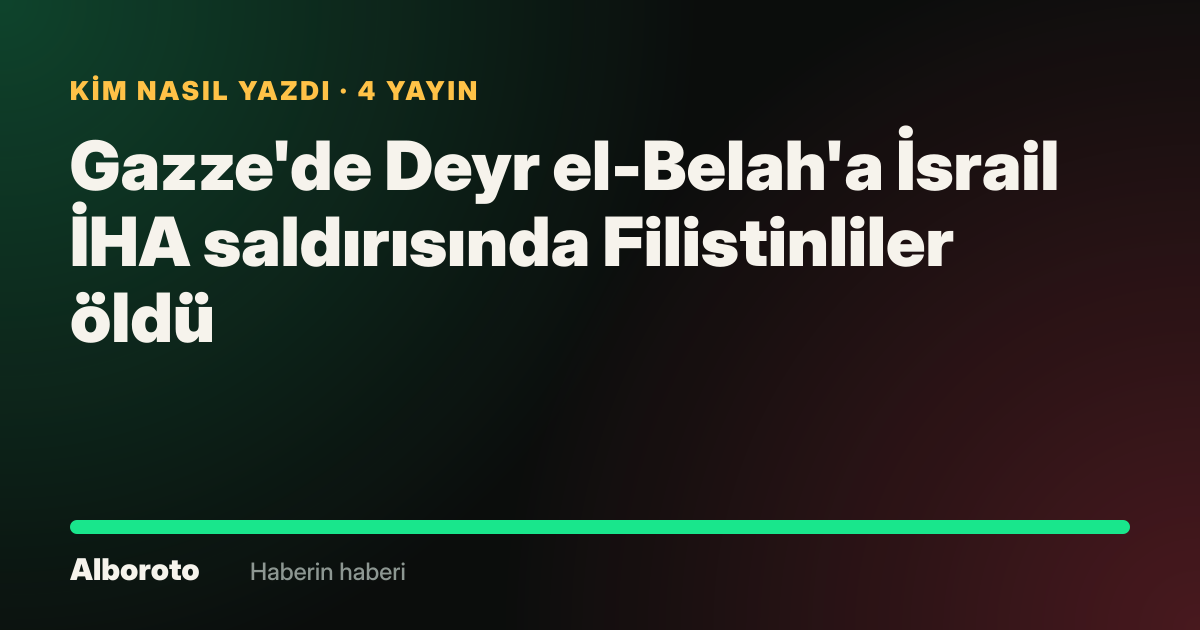 KİM NASIL YAZDI · 4 YAYIN
Gazze'de Deyr el-Belah'a İsrail
İHA saldırısında Filistinliler
öldü
Alboroto
Haberin haberi